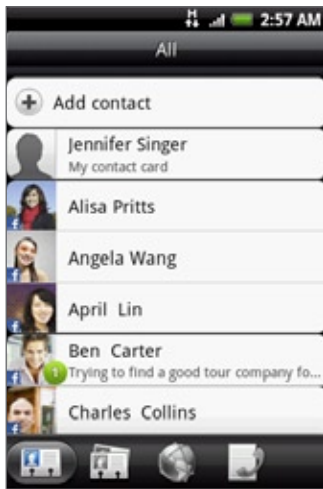 H
2:57 AM
All
Add contact
Jennifer Singer
My contact card
Alisa Pritts
Angela Wang
April Lin
Ben Carter
1
Trying to find a good tour company fo...
Charles Collins